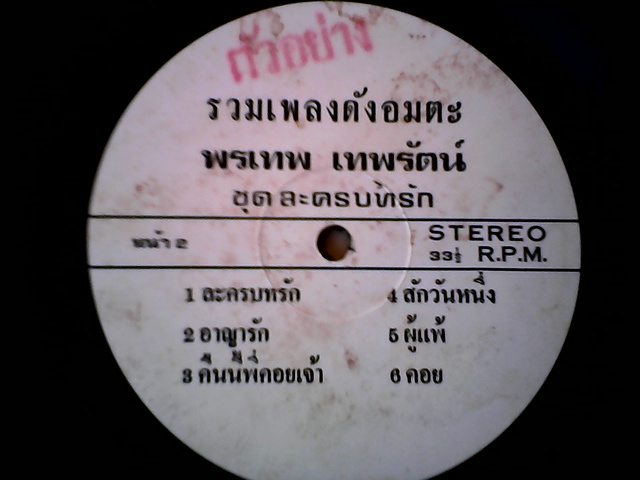 ตัวอย่าง
รวมเพลงดังอมตะ
พรเทพ เทพรัตน์
ชุด ละครบทรัก
หน้า 2
STEREO
33⅓ R.P.M.
1 ละครบทรัก
2 อาญารัก
3 คืนนี้พี่คอยเจ้า
4 สักวันหนึ่ง
5 ผู้แพ้
6 คอย